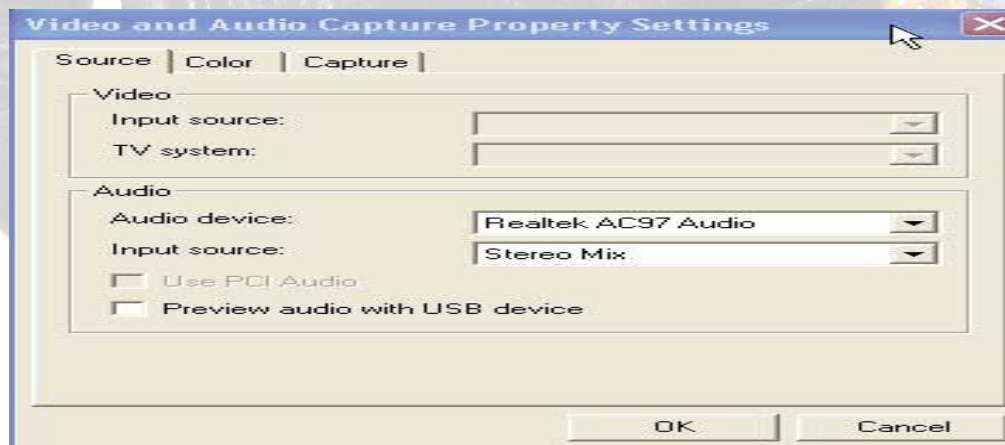 Video and Audio Capture Property Settings
Source Color Capture
Video
Input source:
TV system:
Audio
Audio device: Realtek AC97 Audio
Input source: Stereo Mix
Use PCI Audio
Preview audio with USB device
OK Cancel